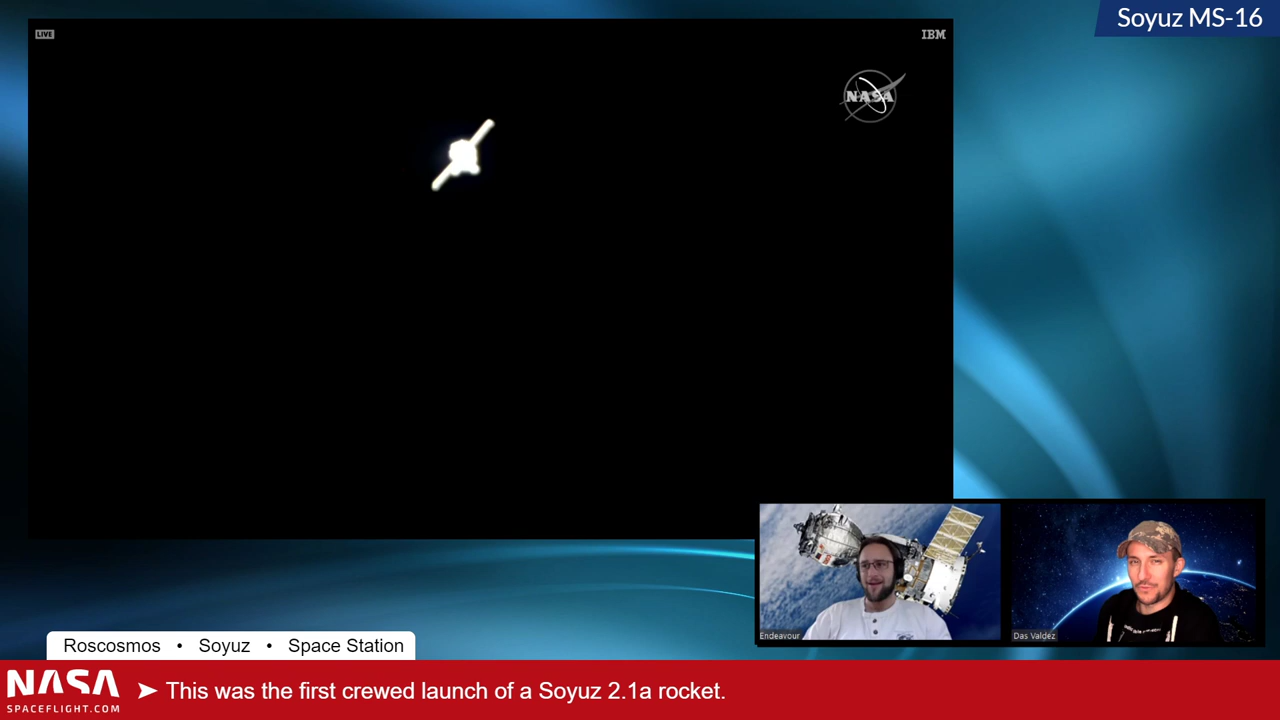 Soyuz MS-16
LIVE
IBM
NASA
Endeavour
Das Valdez
Roscosmos • Soyuz • Space Station
NASA
SPACEFLIGHT.COM
➤ This was the first crewed launch of a Soyuz 2.1a rocket.